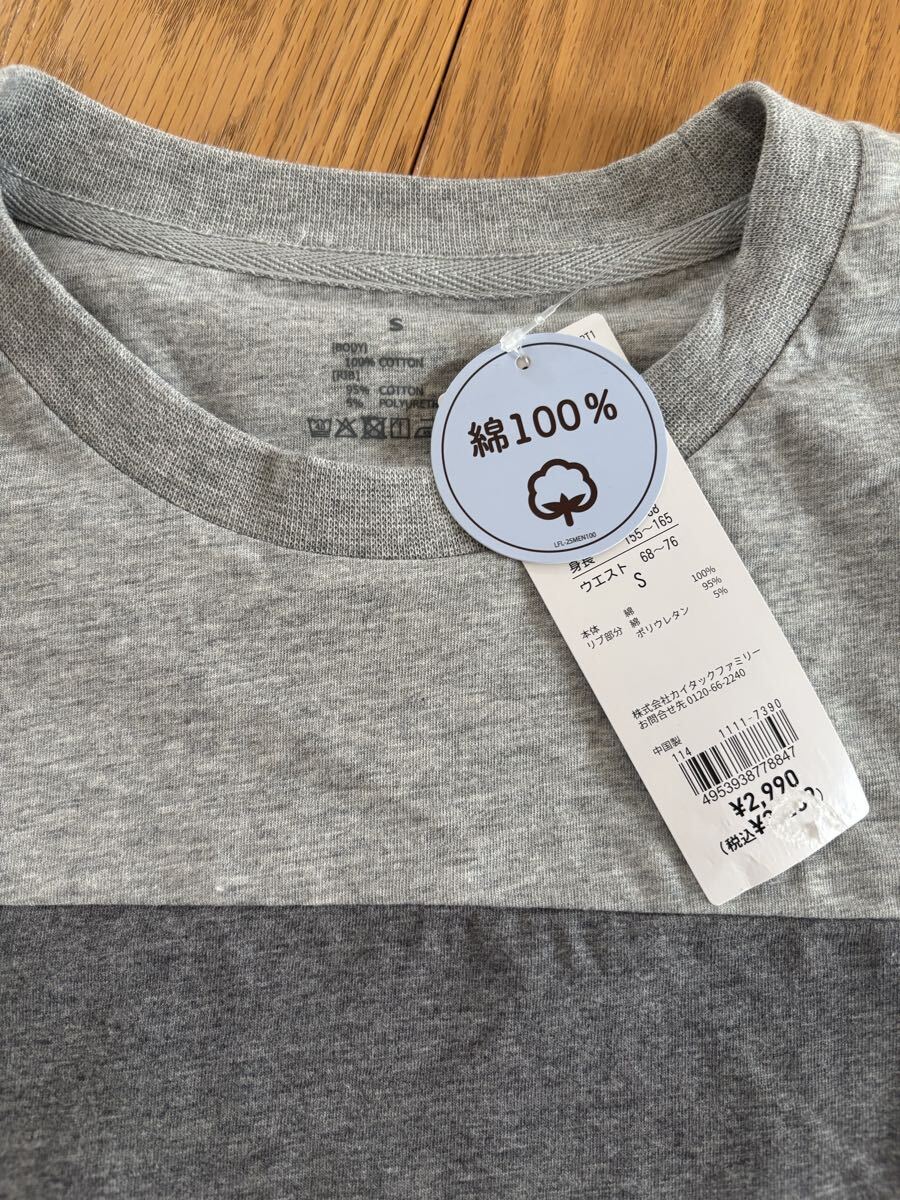 S
[BODY]
100% COTTON
[RIB]
95% COTTON
5% POLYURET
綿100%
LFL-25MEN100
身長 155~165
ウエスト 68~76
S
本体 綿 100%
リブ部分 綿 95%
ポリウレタン 5%
株式会社カイタックファミリー
お問合せ先 0120-66-2240
中国製
114 1111-7390
4953938778847
¥2,990
(税込¥